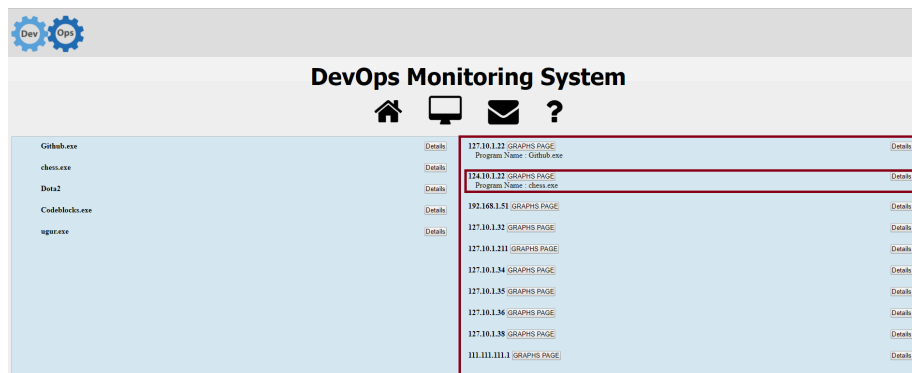 Dev Ops
DevOps Monitoring System
?
Github.exe Details
chess.exe Details
Dota2 Details
Codeblocks.exe Details
ugur.exe Details
127.10.1.22 GRAPHS PAGE Details
Program Name : Github.exe
124.10.1.22 GRAPHS PAGE Details
Program Name : chess.exe
192.168.1.51 GRAPHS PAGE Details
127.10.1.32 GRAPHS PAGE Details
127.10.1.211 GRAPHS PAGE Details
127.10.1.34 GRAPHS PAGE Details
127.10.1.35 GRAPHS PAGE Details
127.10.1.36 GRAPHS PAGE Details
127.10.1.38 GRAPHS PAGE Details
111.111.111.1 GRAPHS PAGE Details